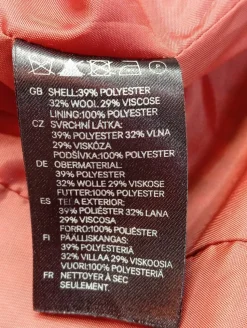 GB SHELL:39% POLYESTER
32% WOOL 29% VISCOSE
LINING:100% POLYESTER
CZ SVRCHNÍ LÁTKA:
39% POLYESTER 32% VLNA
29% VISKÓZA
PODŠÍVKA:100% POLYESTER
DE OBERMATERIAL:
39% POLYESTER
32% WOLLE 29% VISKOSE
FUTTER:100% POLYESTER
ES TELA EXTERIOR:
39% POLIÉSTER 32% LANA
29% VISCOSA
FORRO:100% POLIÉSTER
FI PÄÄLLISKANGAS:
39% POLYESTERIÄ
32% VILLAA 29% VISKOOSIA
VUORI:100% POLYESTERIÄ
FR NETTOYER À SEC
SEULEMENT.